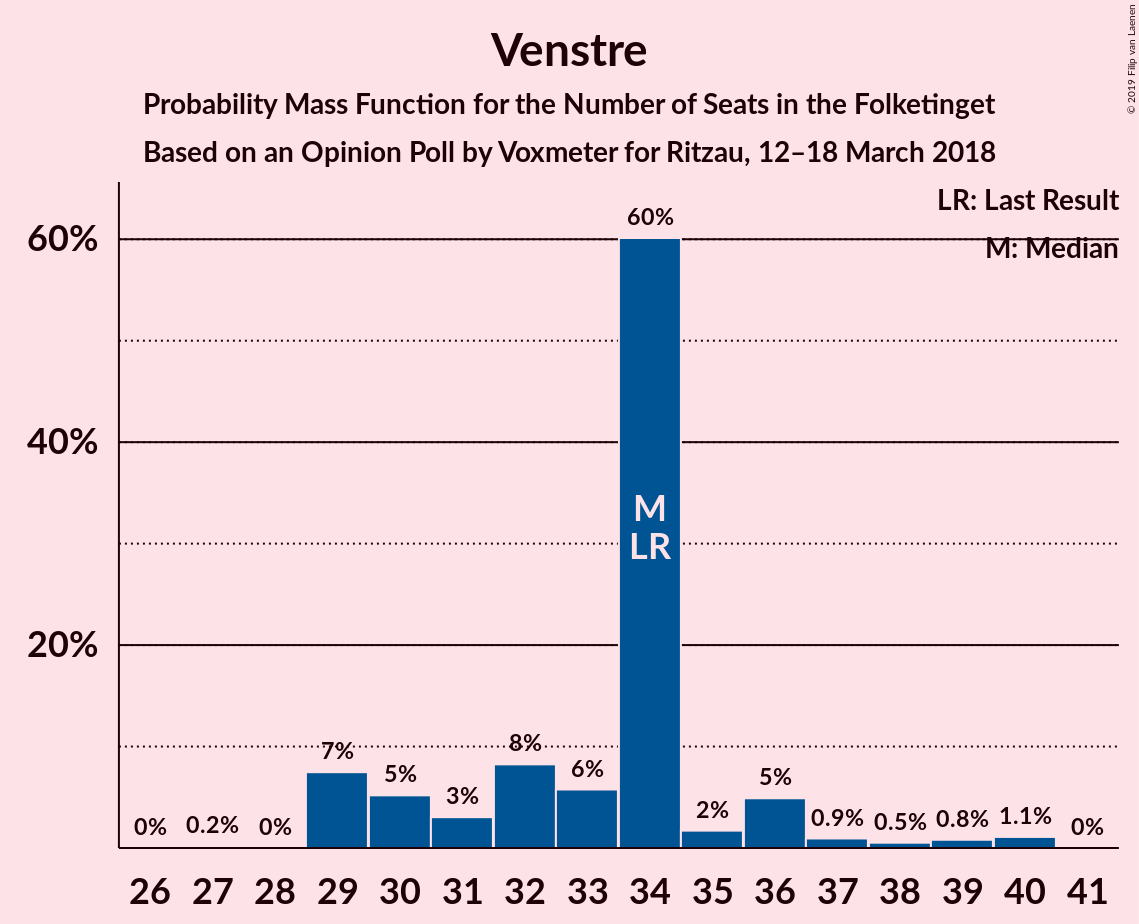 Venstre
Probability Mass Function for the Number of Seats in the Folketinget
Based on an Opinion Poll by Voxmeter for Ritzau, 12–18 March 2018
© 2019 Filip van Laenen
LR: Last Result
M: Median
60%
40%
20%
0%
0.2%
0%
7%
5%
3%
8%
6%
60%
M
LR
2%
5%
0.9%
0.5%
0.8%
1.1%
0%
26 27 28 29 30 31 32 33 34 35 36 37 38 39 40 41